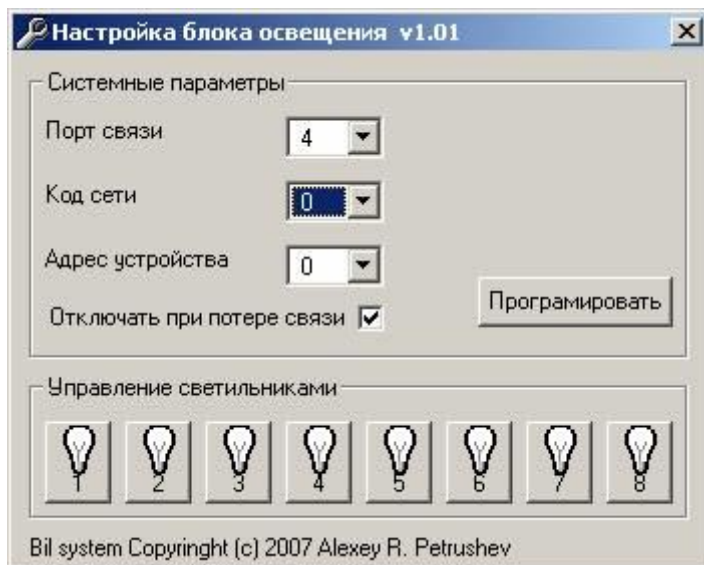 Настройка блока освещения v1.01
Системные параметры
Порт связи 4
Код сети 0
Адрес устройства 0
Отключать при потере связи
Програмировать
Управление светильниками
1 2 3 4 5 6 7 8
Bil system Copyringht (c) 2007 Alexey R. Petrushev